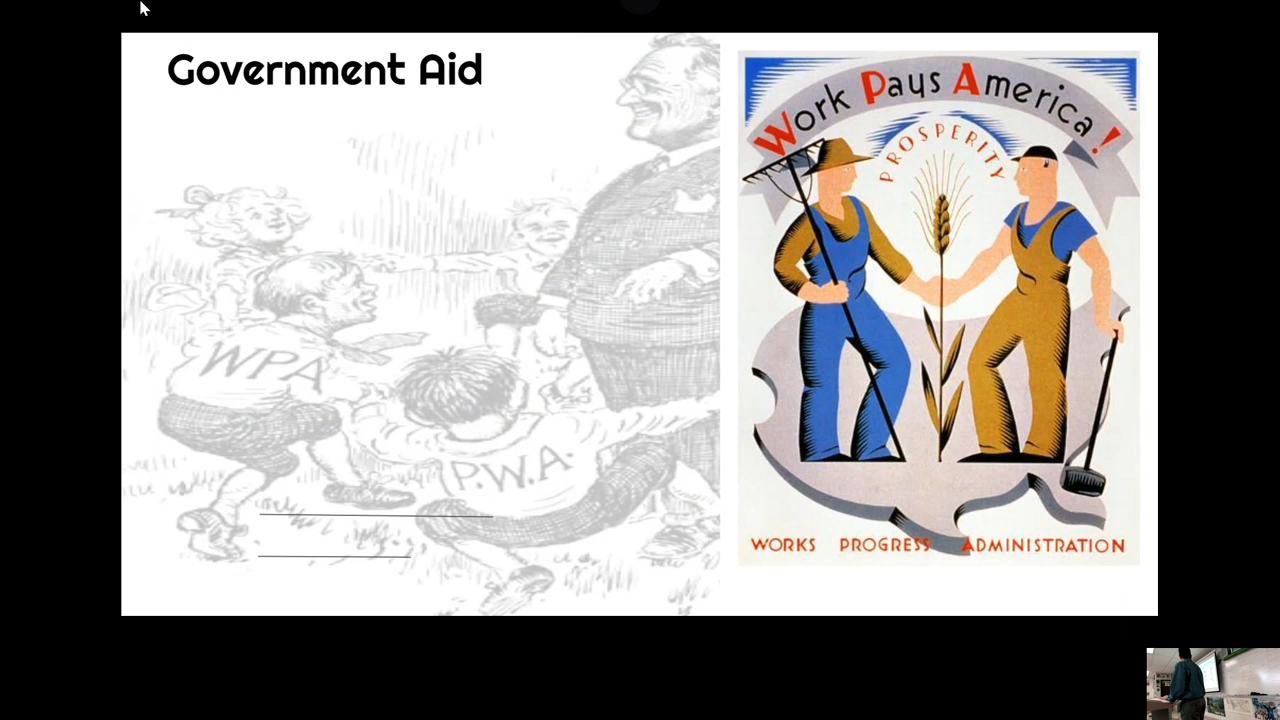 Government Aid
WPA
P.W.A.
Work Pays America!
PROSPERITY
WORKS PROGRESS ADMINISTRATION